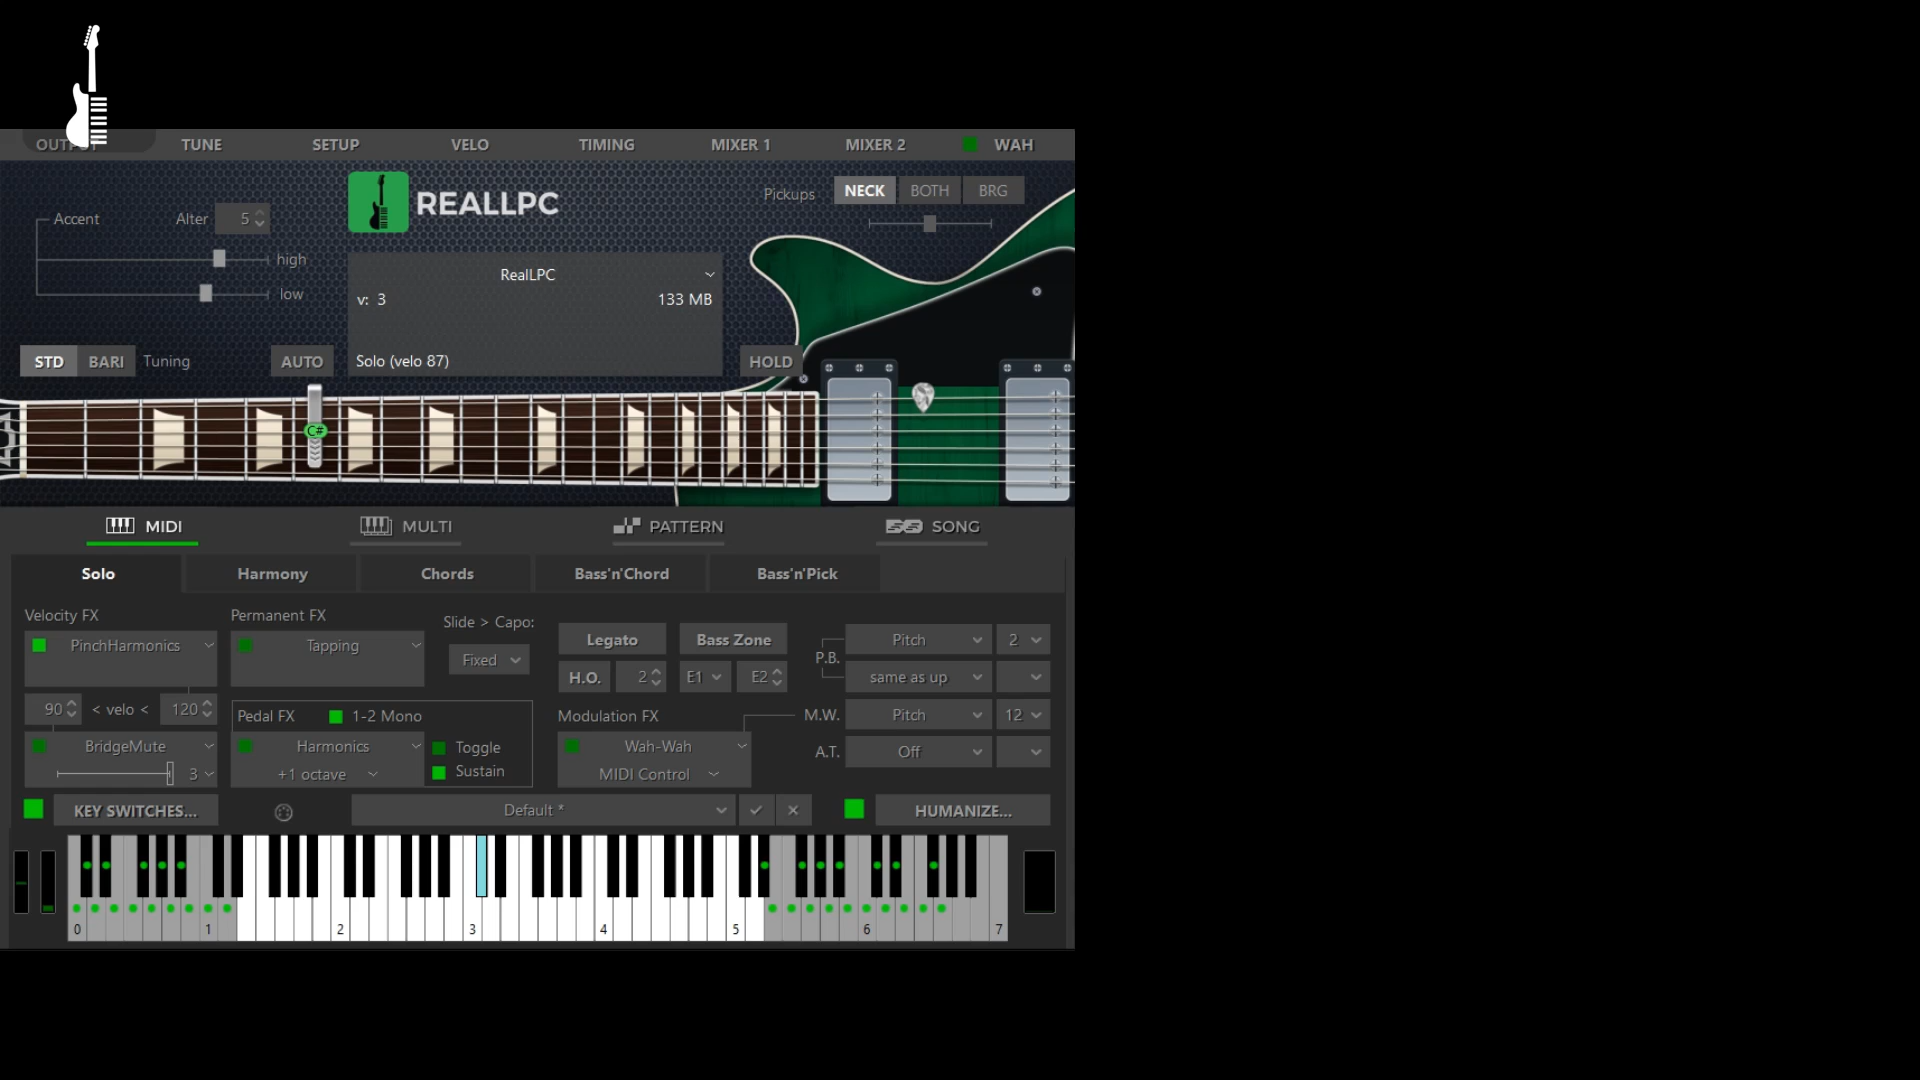 OUTPUT TUNE SETUP VELO TIMING MIXER 1 MIXER 2 WAH
REALLPC
Pickups NECK BOTH BRG
Accent Alter 5
high
low
RealLPC
v: 3 133 MB
STD BARI Tuning AUTO Solo (velo 87) HOLD
C#
MIDI MULTI PATTERN SONG
Solo Harmony Chords Bass'n'Chord Bass'n'Pick
Velocity FX Permanent FX Slide > Capo:
PinchHarmonics Tapping Fixed Legato Bass Zone Pitch 2
P.B.
H.O. 2 E1 E2 same as up
90 < velo < 120 Pedal FX 1-2 Mono Modulation FX M.W. Pitch 12
BridgeMute Harmonics Toggle Wah-Wah A.T. Off
3 +1 octave Sustain MIDI Control
KEY SWITCHES... Default * HUMANIZE...
0 1 2 3 4 5 6 7